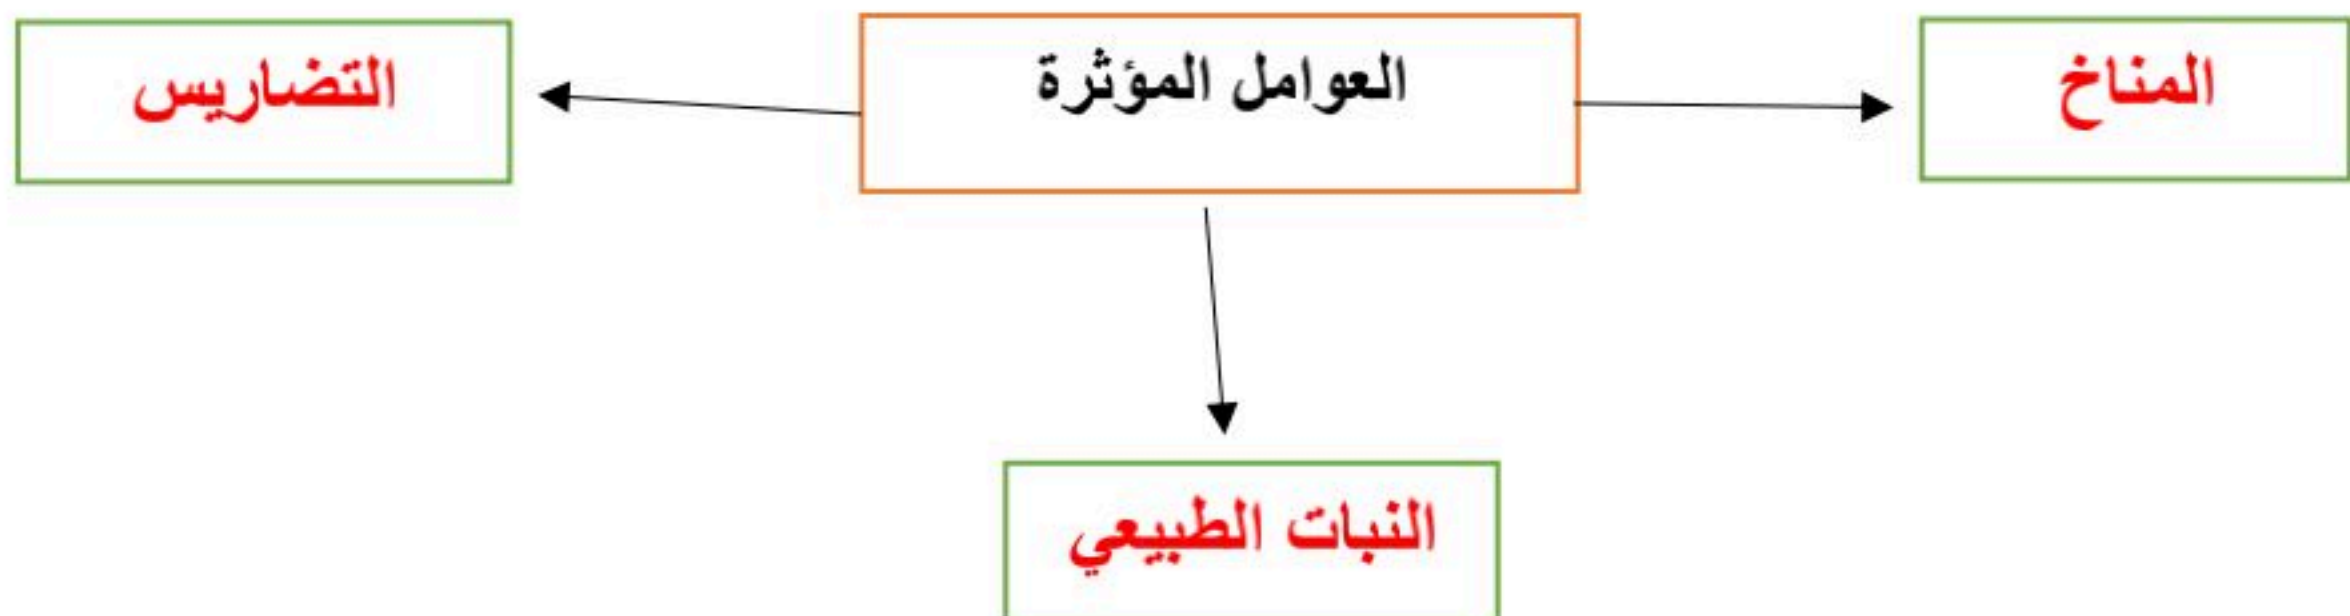 العوامل المؤثرة
المناخ
التضاريس
النبات الطبيعي